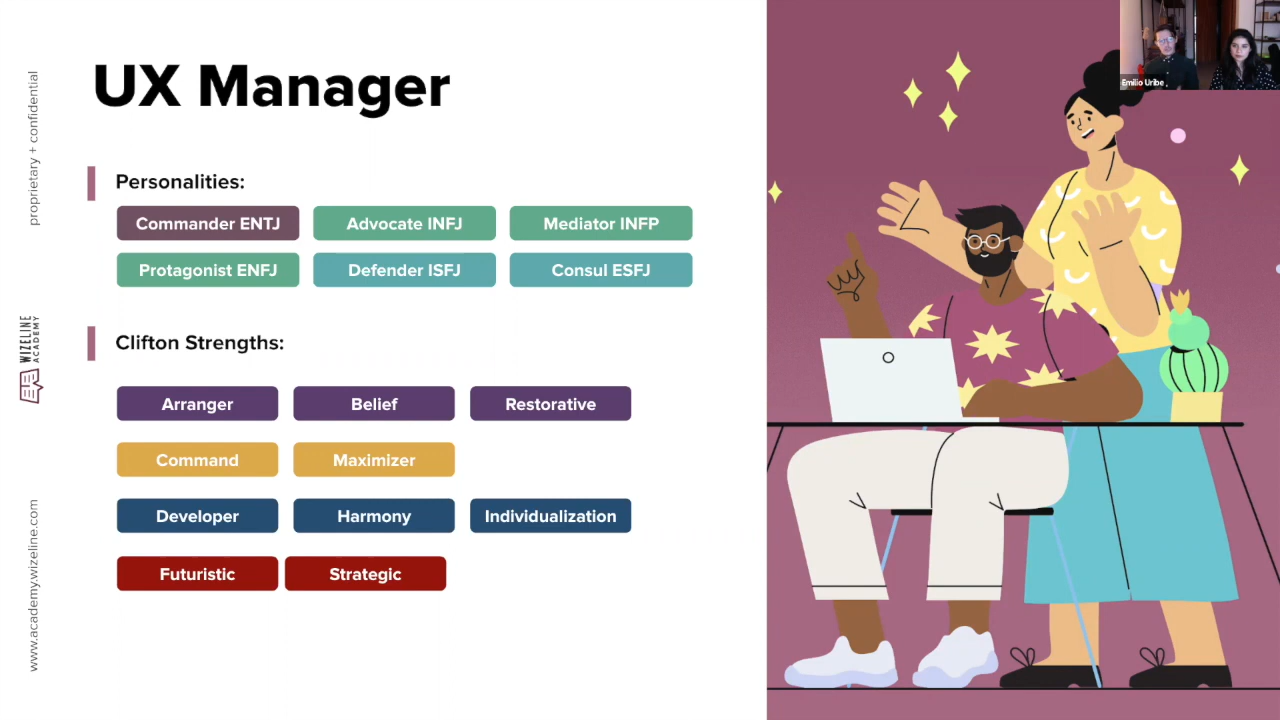 UX Manager
Personalities:
Commander ENTJ
Advocate INFJ
Mediator INFP
Protagonist ENFJ
Defender ISFJ
Consul ESFJ
Clifton Strengths:
Arranger
Belief
Restorative
Command
Maximizer
Developer
Harmony
Individualization
Futuristic
Strategic
proprietary + confidential
WIZELINE
ACADEMY
www.academy.wizeline.com
Emilio Uribe